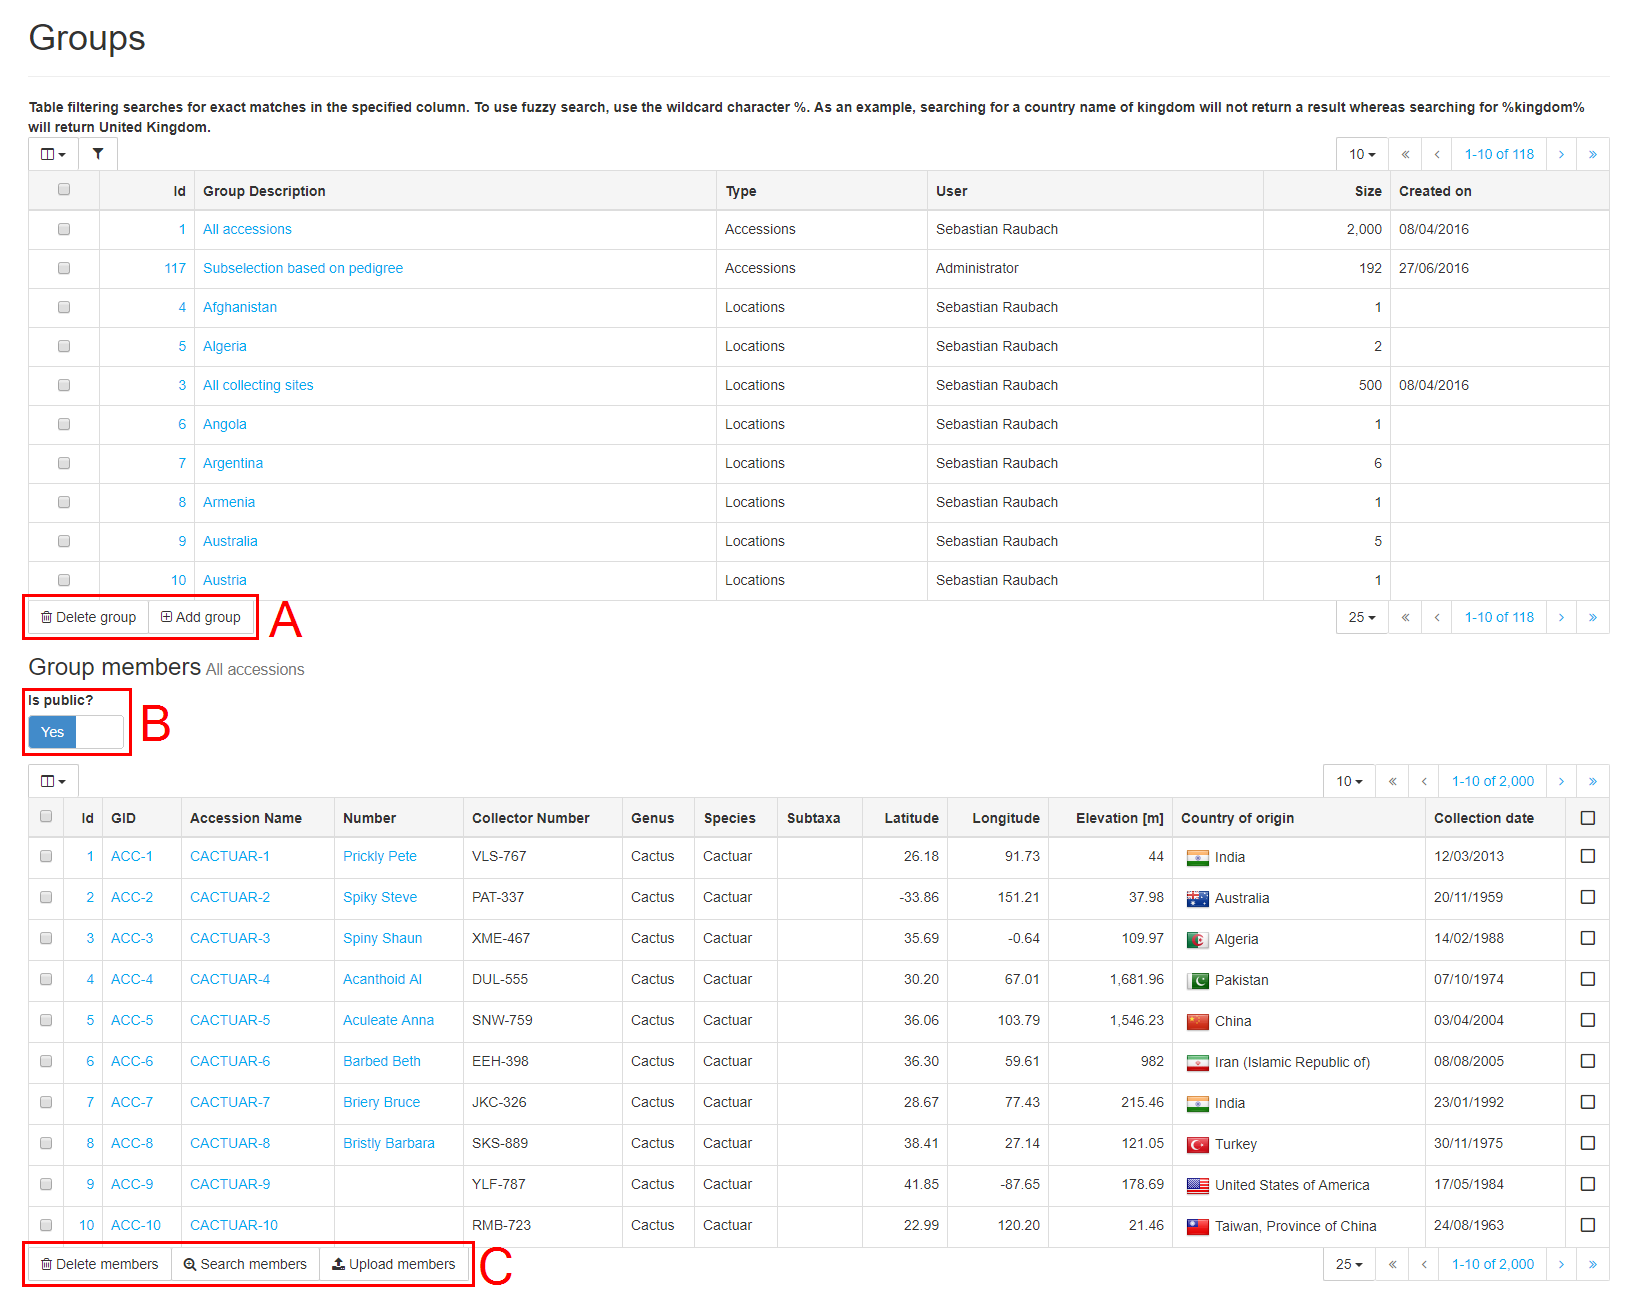 Groups
Table filtering searches for exact matches in the specified column. To use fuzzy search, use the wildcard character %. As an example, searching for a country name of kingdom will not return a result whereas searching for %kingdom%
will return United Kingdom.
10 « ‹ 1-10 of 118 › »
Id Group Description Type User Size Created on
1 All accessions Accessions Sebastian Raubach 2,000 08/04/2016
117 Subselection based on pedigree Accessions Administrator 192 27/06/2016
4 Afghanistan Locations Sebastian Raubach 1
5 Algeria Locations Sebastian Raubach 2
3 All collecting sites Locations Sebastian Raubach 500 08/04/2016
6 Angola Locations Sebastian Raubach 1
7 Argentina Locations Sebastian Raubach 6
8 Armenia Locations Sebastian Raubach 1
9 Australia Locations Sebastian Raubach 5
10 Austria Locations Sebastian Raubach 1
Delete group Add group A 25 « ‹ 1-10 of 118 › »
Group members All accessions
Is public?
Yes
B
10 « ‹ 1-10 of 2,000 › »
Id GID Accession Name Number Collector Number Genus Species Subtaxa Latitude Longitude Elevation [m] Country of origin Collection date
1 ACC-1 CACTUAR-1 Prickly Pete VLS-767 Cactus Cactuar 26.18 91.73 44 India 12/03/2013
2 ACC-2 CACTUAR-2 Spiky Steve PAT-337 Cactus Cactuar -33.86 151.21 37.98 Australia 20/11/1959
3 ACC-3 CACTUAR-3 Spiny Shaun XME-467 Cactus Cactuar 35.69 -0.64 109.97 Algeria 14/02/1988
4 ACC-4 CACTUAR-4 Acanthoid Al DUL-555 Cactus Cactuar 30.20 67.01 1,681.96 Pakistan 07/10/1974
5 ACC-5 CACTUAR-5 Aculeate Anna SNW-759 Cactus Cactuar 36.06 103.79 1,546.23 China 03/04/2004
6 ACC-6 CACTUAR-6 Barbed Beth EEH-398 Cactus Cactuar 36.30 59.61 982 Iran (Islamic Republic of) 08/08/2005
7 ACC-7 CACTUAR-7 Briery Bruce JKC-326 Cactus Cactuar 28.67 77.43 215.46 India 23/01/1992
8 ACC-8 CACTUAR-8 Bristly Barbara SKS-889 Cactus Cactuar 38.41 27.14 121.05 Turkey 30/11/1975
9 ACC-9 CACTUAR-9 YLF-787 Cactus Cactuar 41.85 -87.65 178.69 United States of America 17/05/1984
10 ACC-10 CACTUAR-10 RMB-723 Cactus Cactuar 22.99 120.20 21.46 Taiwan, Province of China 24/08/1963
Delete members Search members Upload members C 25 « ‹ 1-10 of 2,000 › »